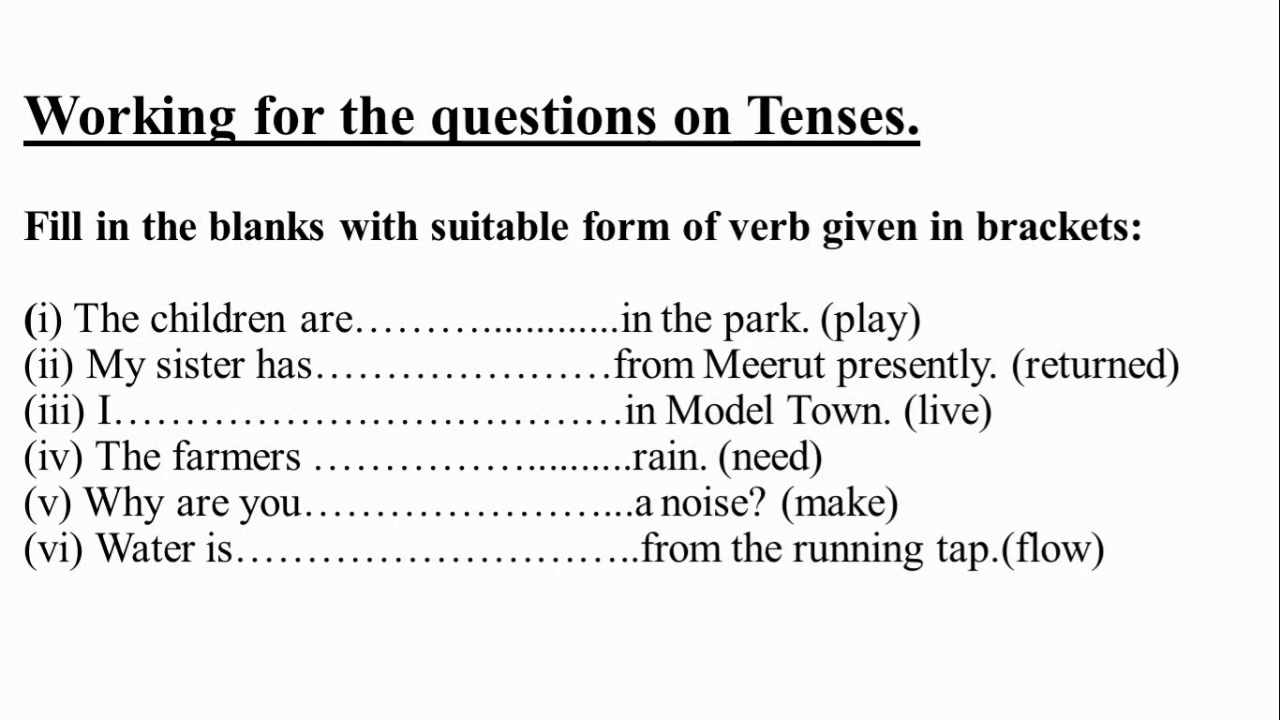 Working for the questions on Tenses.
Fill in the blanks with suitable form of verb given in brackets:
(i) The children are………..............in the park. (play)
(ii) My sister has…………………from Meerut presently. (returned)
(iii) I………………………………in Model Town. (live)
(iv) The farmers ……………..........rain. (need)
(v) Why are you…………………...a noise? (make)
(vi) Water is………………………..from the running tap.(flow)